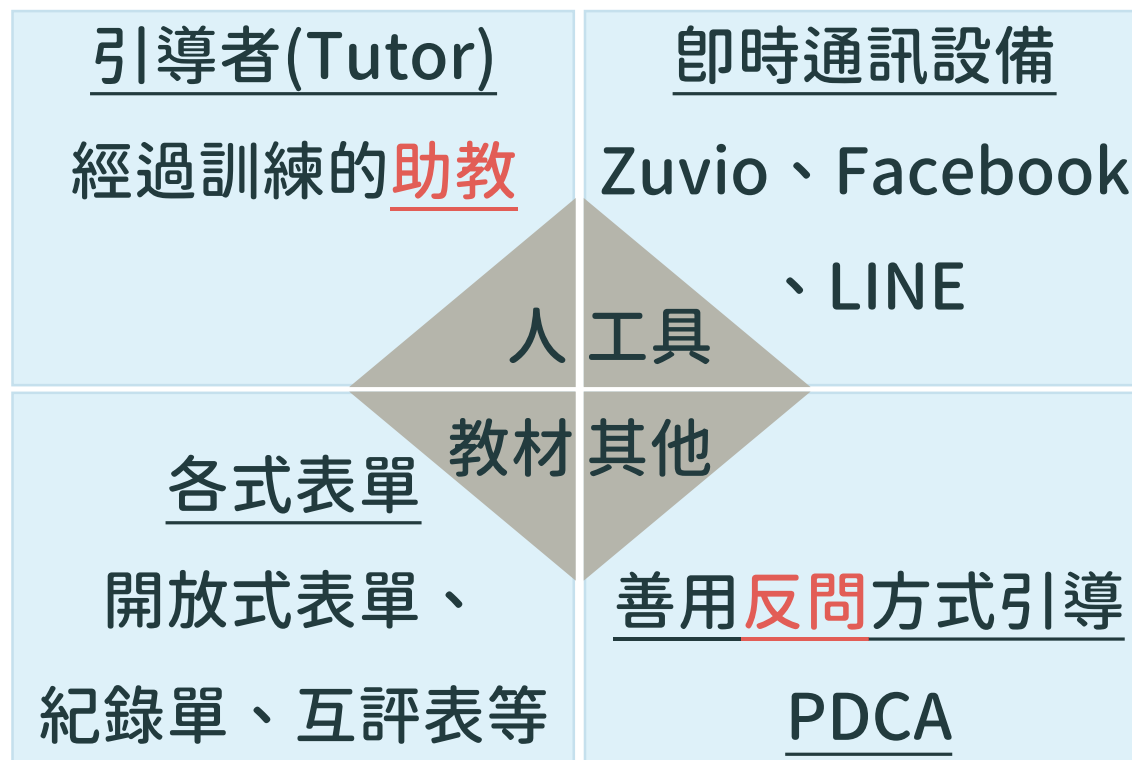 引導者(Tutor)
經過訓練的助教
人
即時通訊設備
Zuvio、Facebook
、LINE
工具
教材
各式表單
開放式表單、
紀錄單、互評表等
其他
善用反問方式引導
PDCA